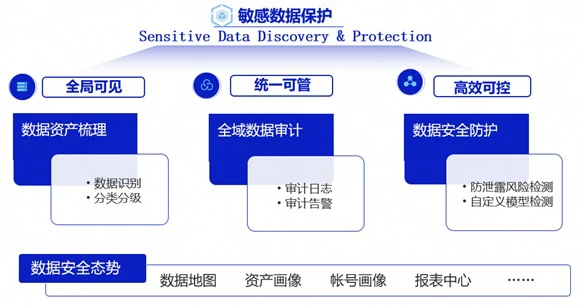 敏感数据保护
Sensitive Data Discovery & Protection
全局可见
统一可管
高效可控
数据资产梳理
• 数据识别
• 分类分级
全域数据审计
• 审计日志
• 审计告警
数据安全防护
• 防泄露风险检测
• 自定义模型检测
数据安全态势
数据地图 资产画像 帐号画像 报表中心 ……